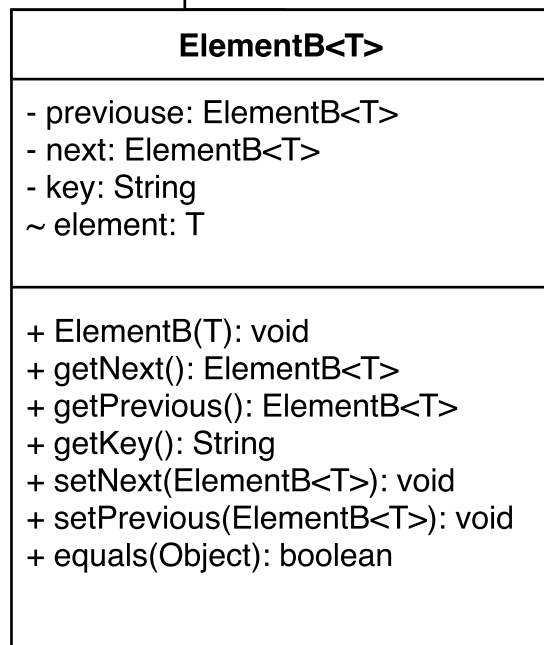 ElementB<T>
- previouse: ElementB<T>
- next: ElementB<T>
- key: String
~ element: T
+ ElementB(T): void
+ getNext(): ElementB<T>
+ getPrevious(): ElementB<T>
+ getKey(): String
+ setNext(ElementB<T>): void
+ setPrevious(ElementB<T>): void
+ equals(Object): boolean